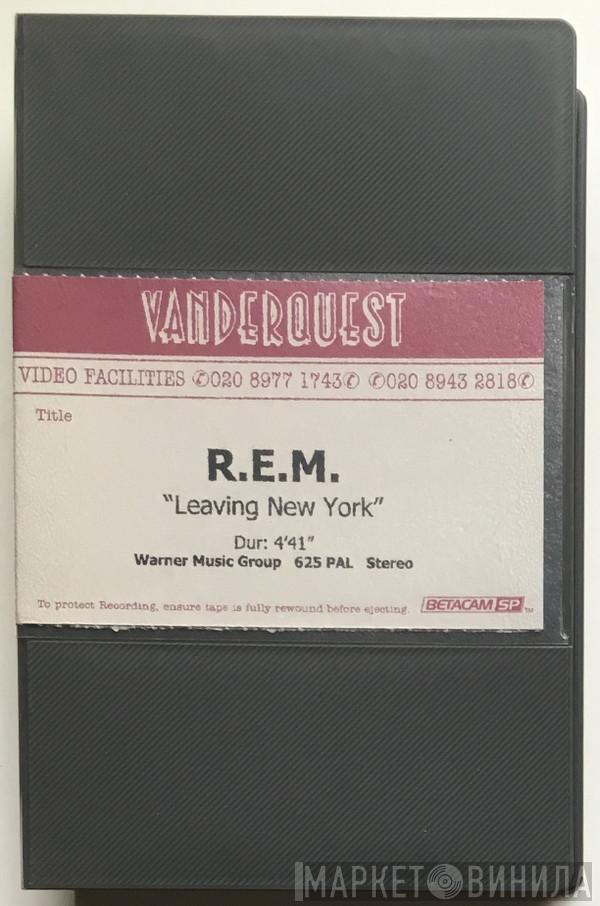 VANDERQUEST
VIDEO FACILITIES ✆020 8977 1743✆ ✆020 8943 2818✆
Title
R.E.M.
“Leaving New York”
Dur: 4’41”
Warner Music Group 625 PAL Stereo
To protect Recording, ensure tape is fully rewound before ejecting. BETACAM SP™
МАРКЕТ ВИНИЛА